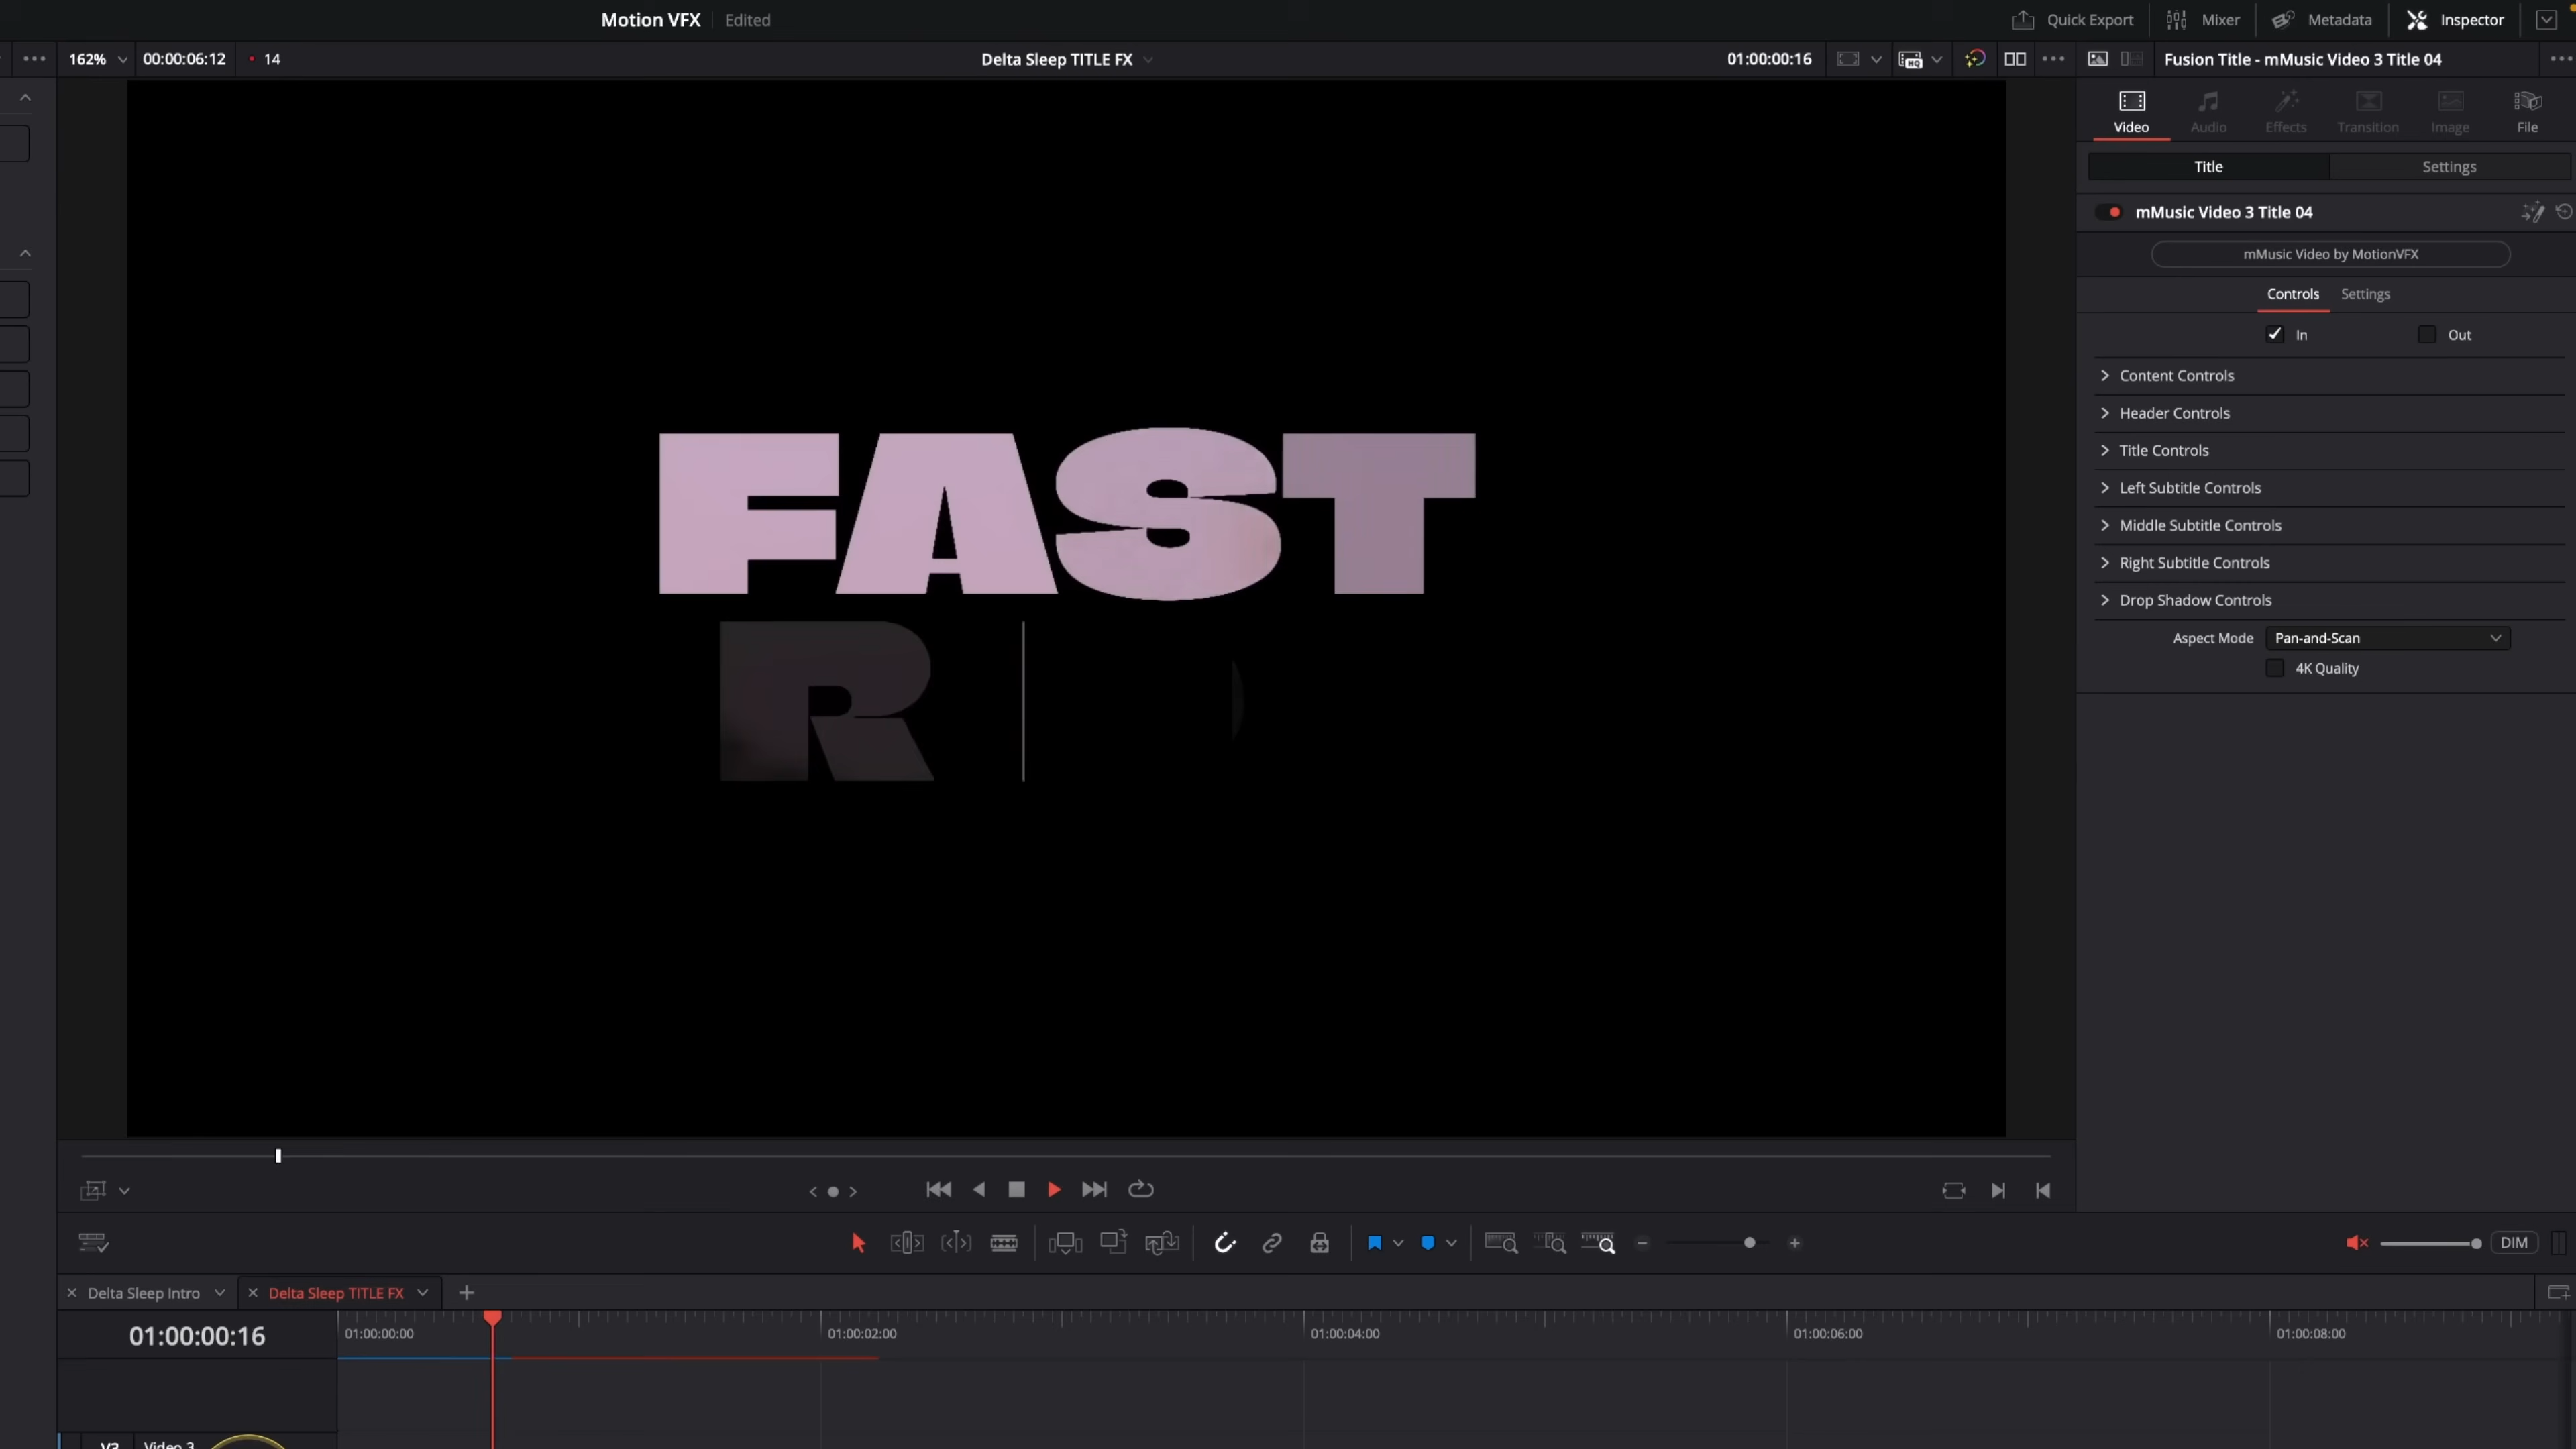 Motion VFX Edited
Quick Export Mixer Metadata Inspector
162% 00:00:06:12 14 Delta Sleep TITLE FX 01:00:00:16
HQ
Fusion Title - mMusic Video 3 Title 04
Video Audio Effects Transition Image File
Title Settings
mMusic Video 3 Title 04
mMusic Video by MotionVFX
Controls Settings
In Out
Content Controls
Header Controls
Title Controls
Left Subtitle Controls
Middle Subtitle Controls
Right Subtitle Controls
Drop Shadow Controls
Aspect Mode Pan-and-Scan
4K Quality
FAST
R
DIM
Delta Sleep Intro Delta Sleep TITLE FX
01:00:00:16 01:00:00:00 01:00:02:00 01:00:04:00 01:00:06:00 01:00:08:00
V3 Video 3